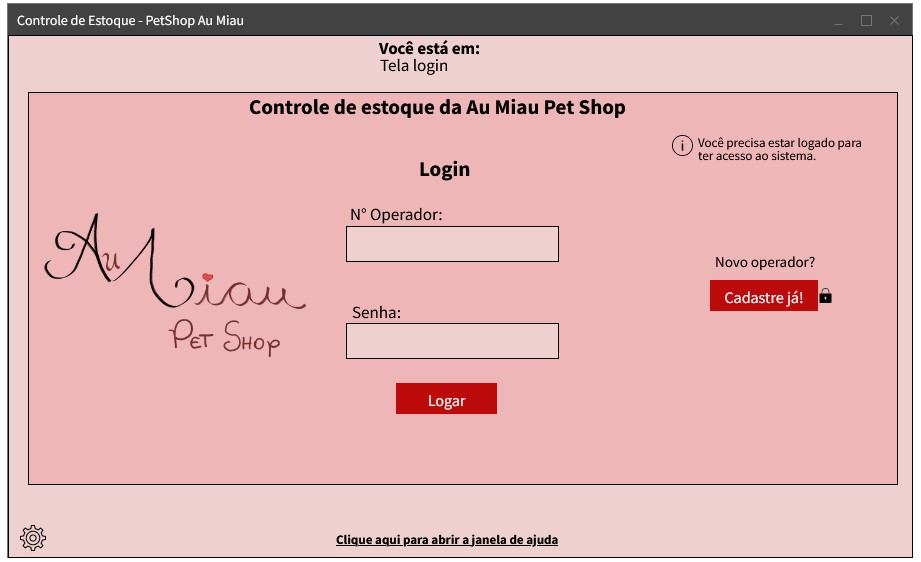 Controle de Estoque - PetShop Au Miau
Você está em:
Tela login
Controle de estoque da Au Miau Pet Shop
Você precisa estar logado para
ter acesso ao sistema.
Login
N° Operador:
Au Miau
Pet Shop
Novo operador?
Cadastre já!
Senha:
Logar
Clique aqui para abrir a janela de ajuda